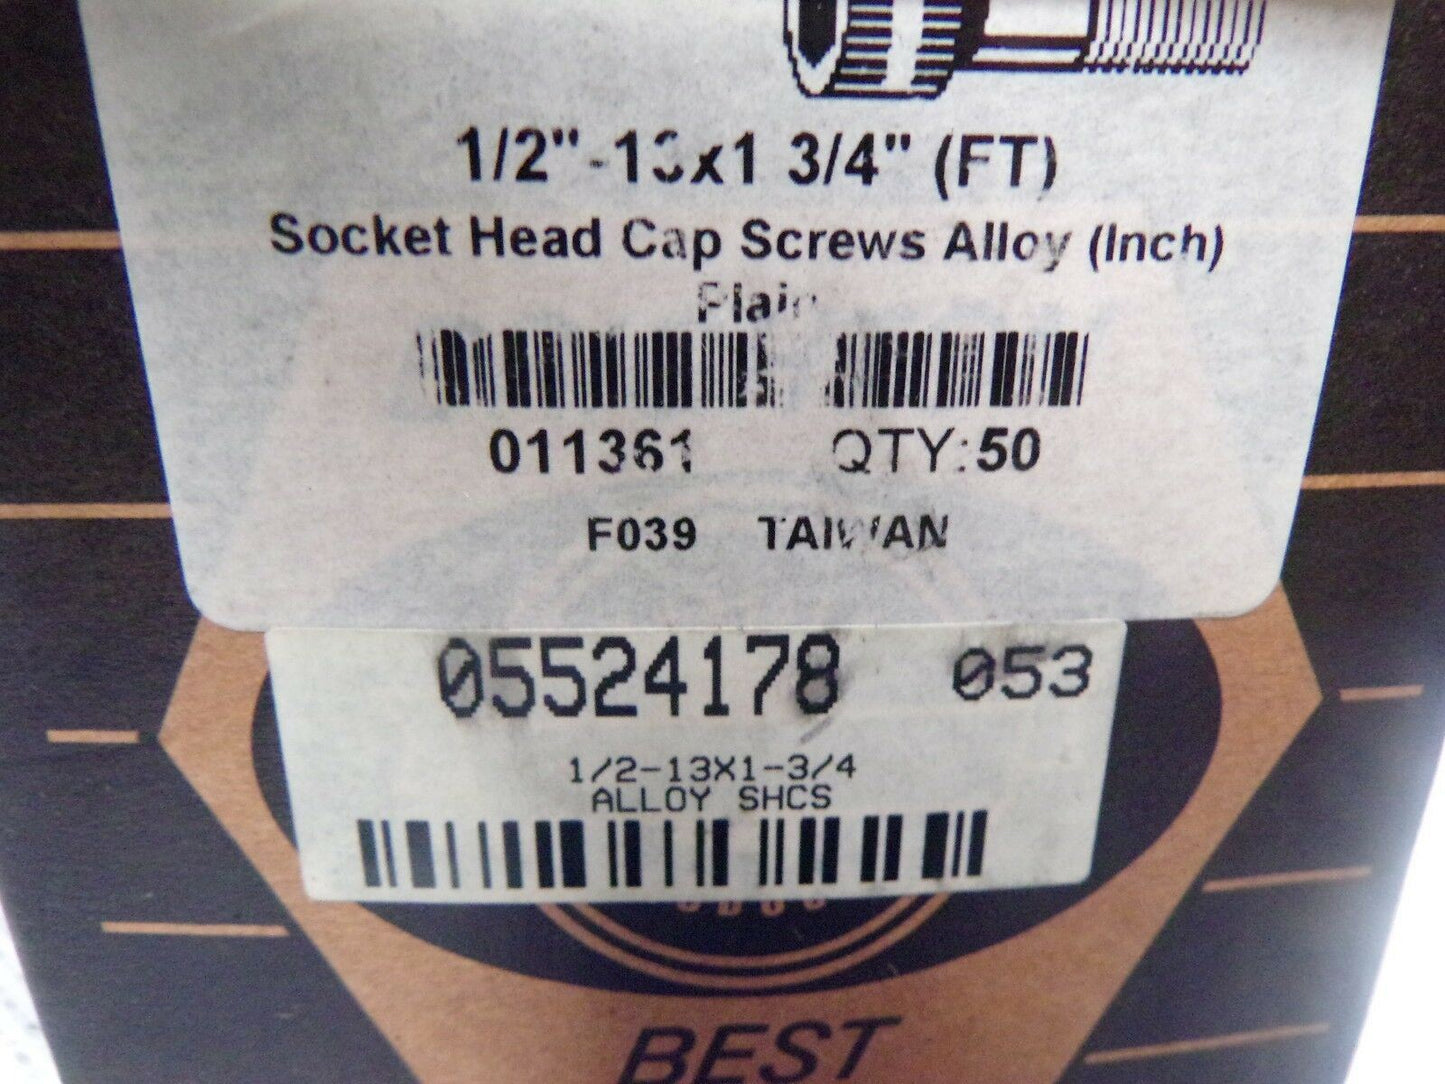 1/2"-13x1 3/4" (FT)
Socket Head Cap Screws Alloy (Inch)
Plain
011361 QTY:50
F039 TAIWAN
05524178 053
1/2-13X1-3/4
ALLOY SHCS
BEST